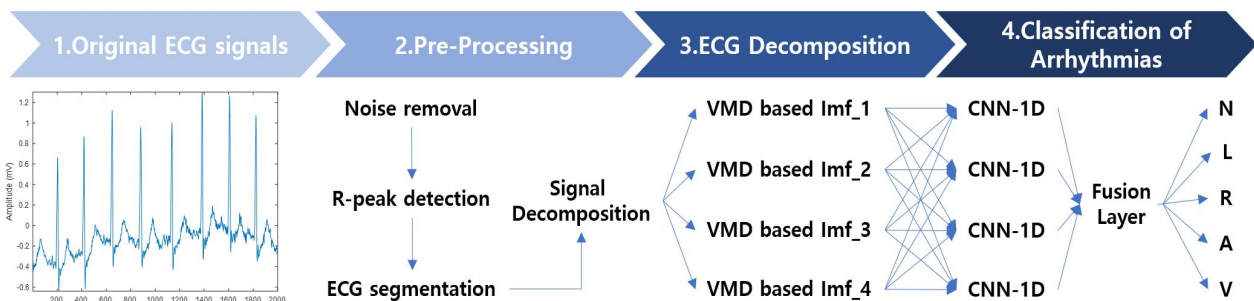 1.Original ECG signals
2.Pre-Processing
3.ECG Decomposition
4.Classification of
Arrhythmias
Amplitude (mV)
1.2
1
0.8
0.6
0.4
0.2
0
-0.2
-0.4
-0.6
200 400 600 800 1000 1200 1400 1600 1800 2000
Noise removal
R-peak detection
ECG segmentation
Signal
Decomposition
VMD based Imf_1
VMD based Imf_2
VMD based Imf_3
VMD based Imf_4
CNN-1D
CNN-1D
CNN-1D
CNN-1D
Fusion
Layer
N
L
R
A
V